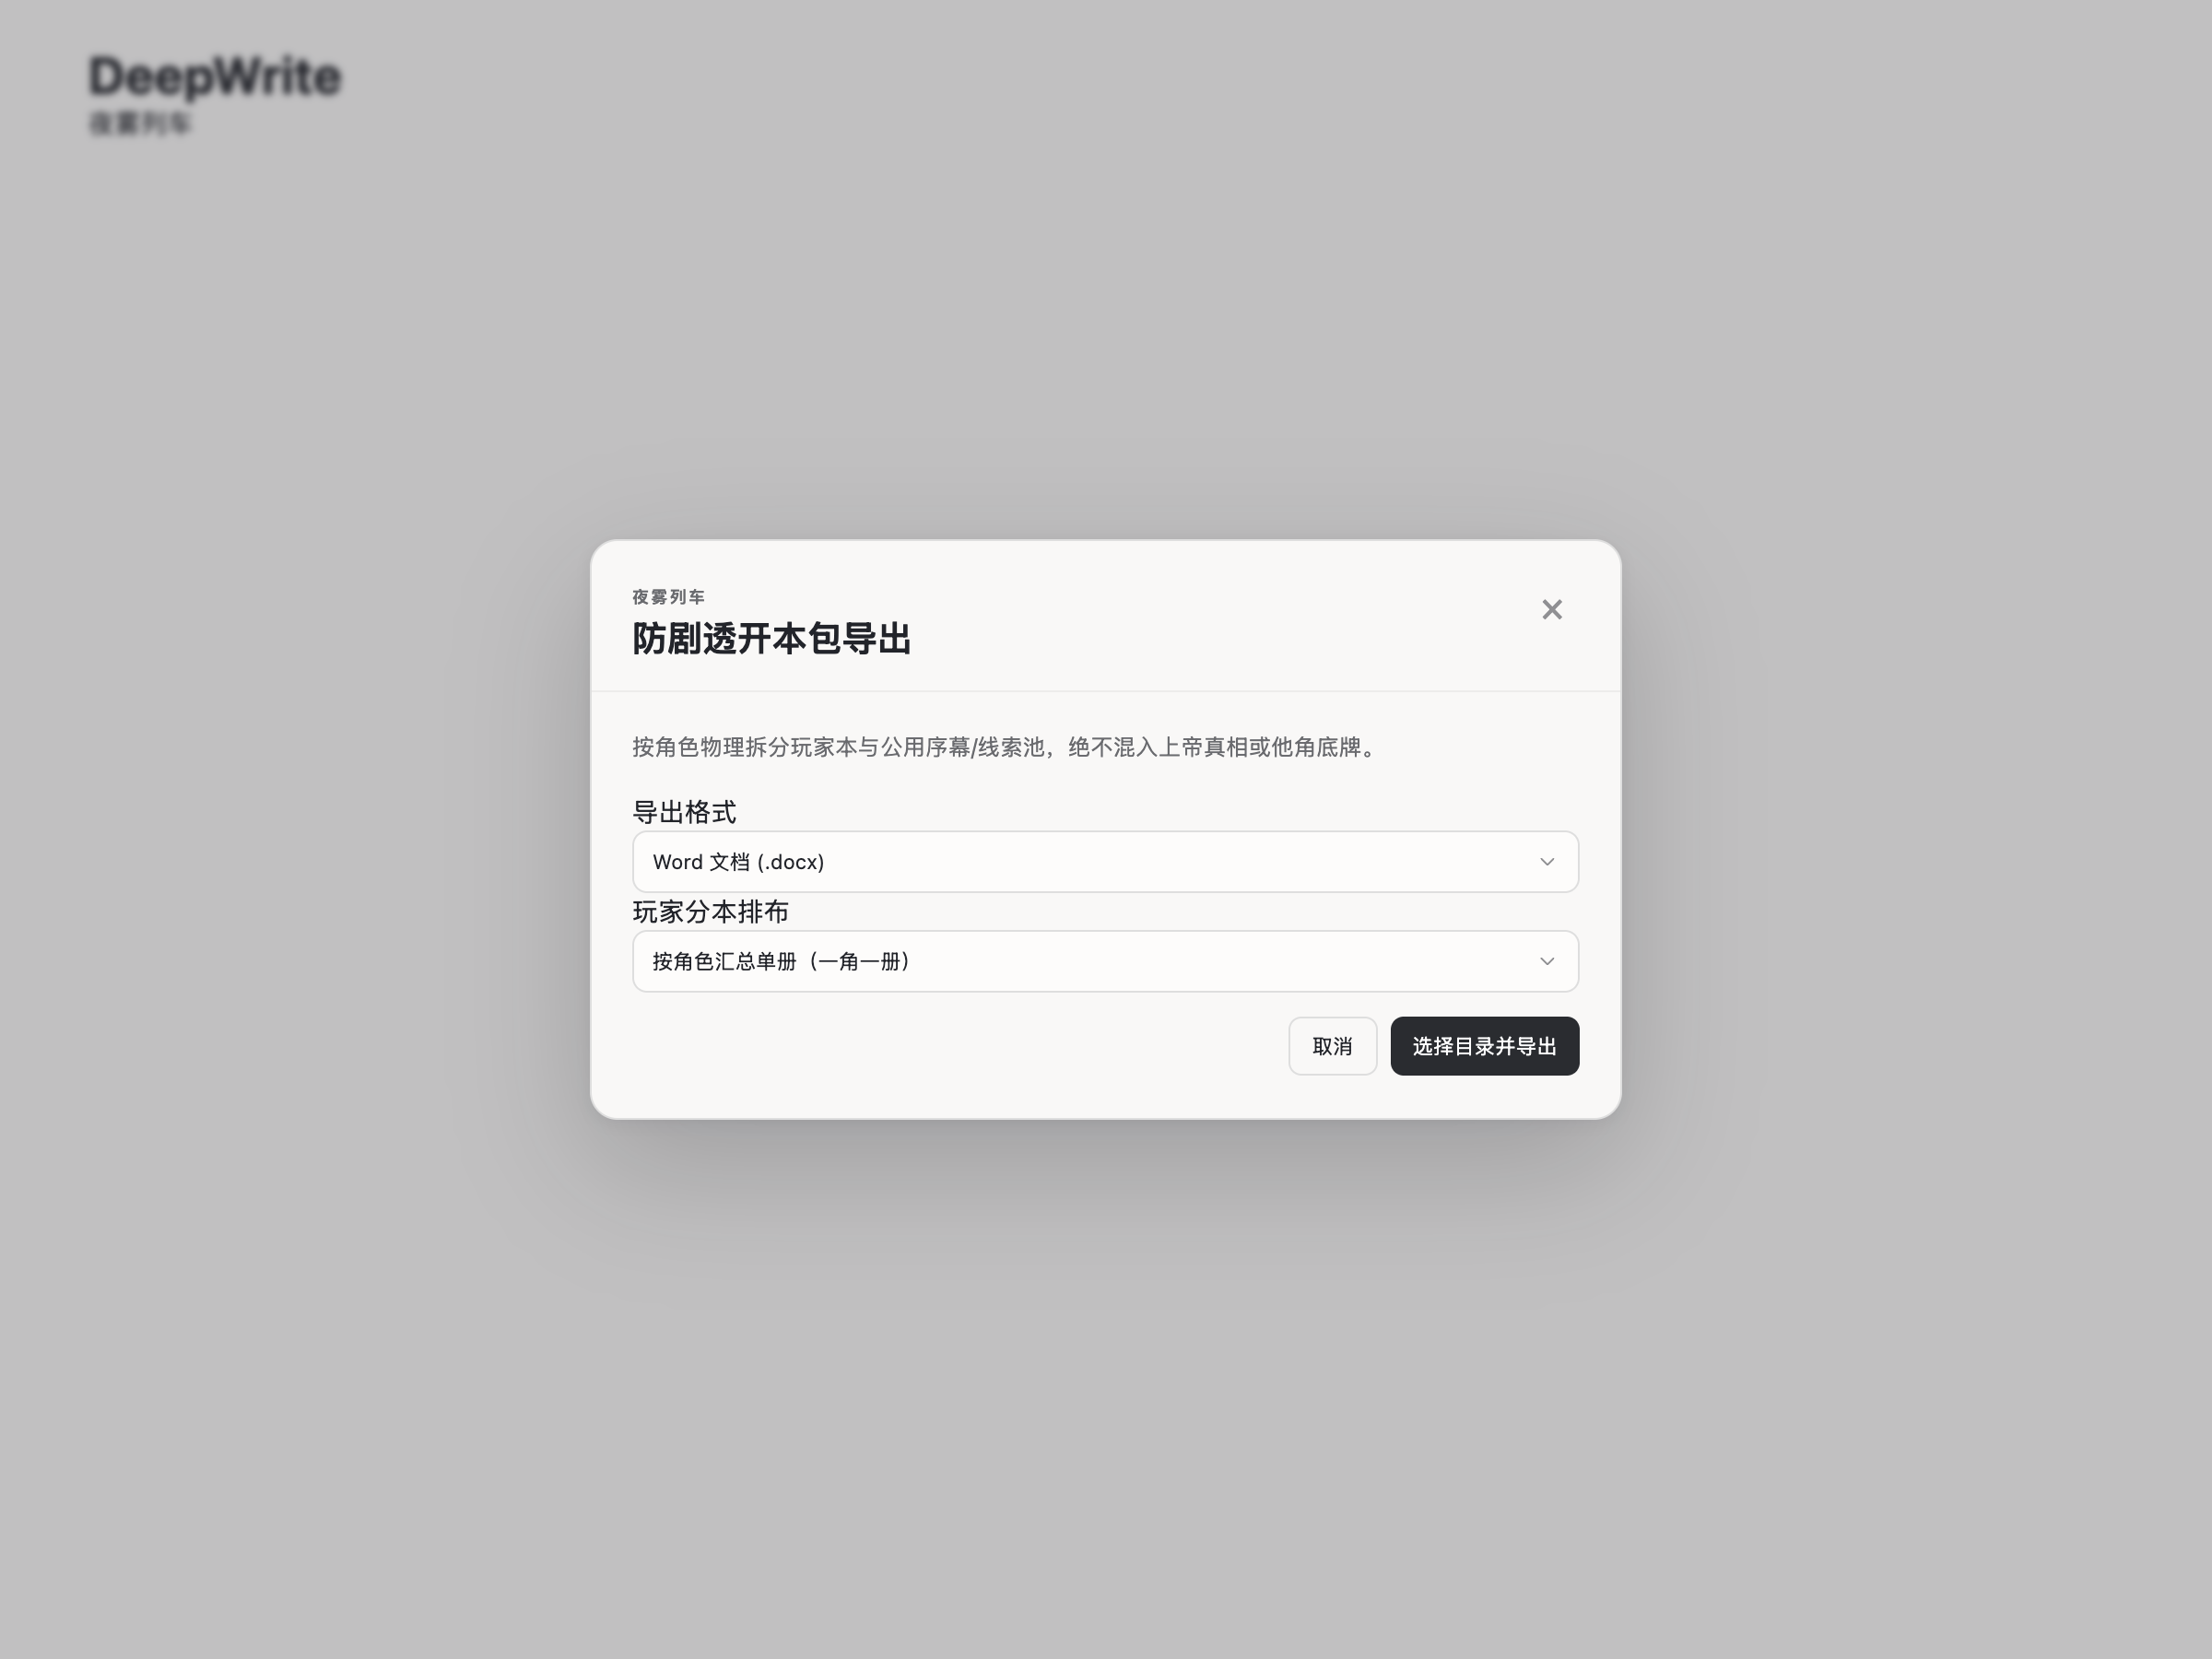 DeepWrite
夜雾列车
夜雾列车
防剧透开本包导出
按角色物理拆分玩家本与公用序幕/线索池，绝不混入上帝真相或他角底牌。
导出格式
Word 文档 (.docx)
玩家分本排布
按角色汇总单册（一角一册）
取消
选择目录并导出